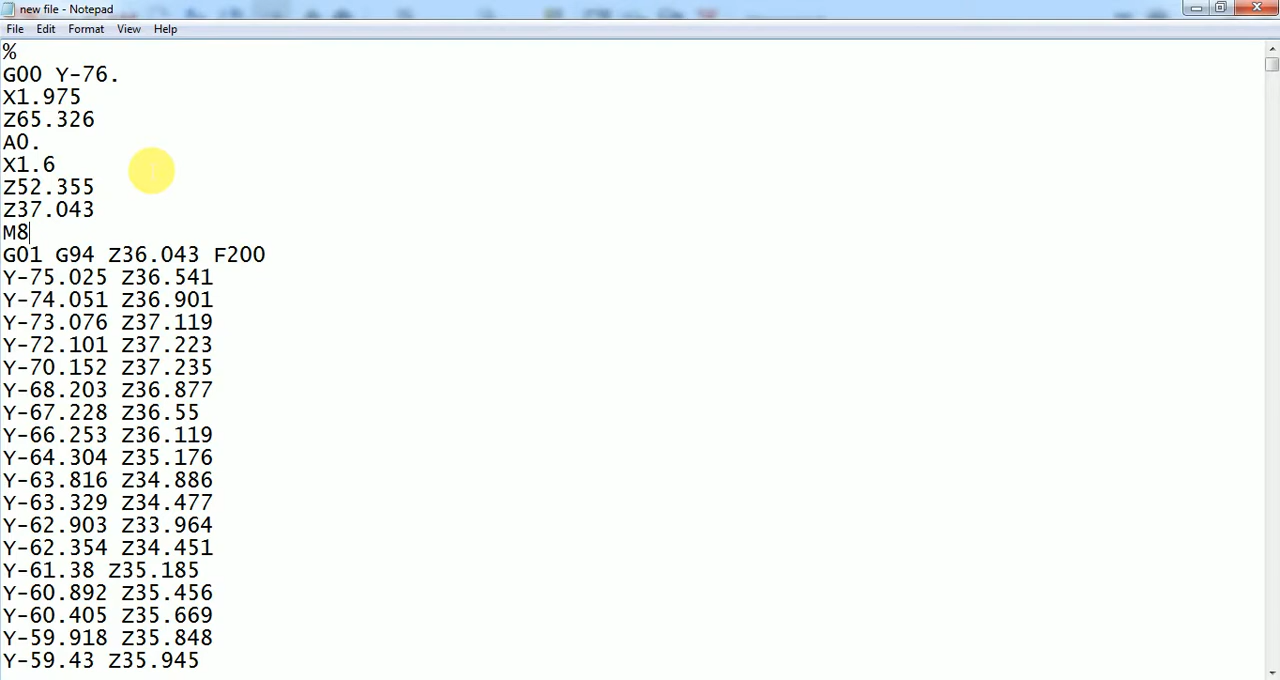 new file - Notepad
File Edit Format View Help
%
G00 Y-76.
X1.975
Z65.326
A0.
X1.6
Z52.355
Z37.043
M8
G01 G94 Z36.043 F200
Y-75.025 Z36.541
Y-74.051 Z36.901
Y-73.076 Z37.119
Y-72.101 Z37.223
Y-70.152 Z37.235
Y-68.203 Z36.877
Y-67.228 Z36.55
Y-66.253 Z36.119
Y-64.304 Z35.176
Y-63.816 Z34.886
Y-63.329 Z34.477
Y-62.903 Z33.964
Y-62.354 Z34.451
Y-61.38 Z35.185
Y-60.892 Z35.456
Y-60.405 Z35.669
Y-59.918 Z35.848
Y-59.43 Z35.945